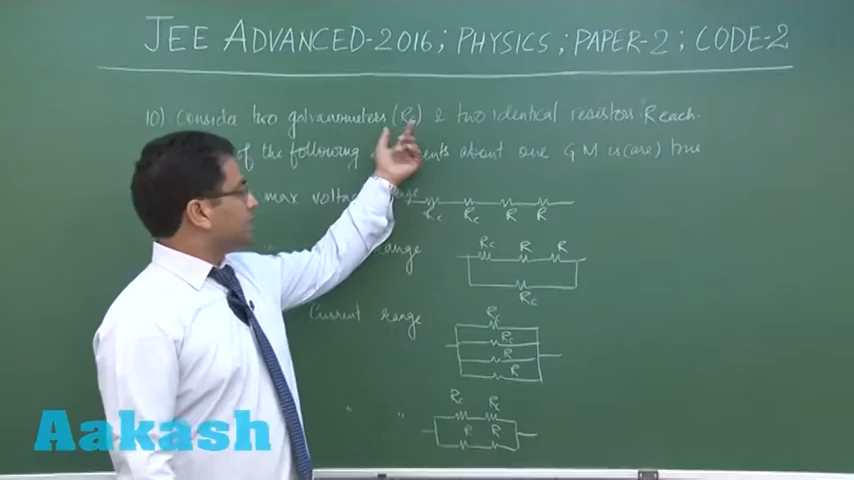 JEE ADVANCED-2016; PHYSICS; PAPER-2; CODE-2
10) Consider two galvanometers (Rc) & two identical resistors R each.
of the following about one GM is(are) true
max voltage range
Rc Rc R R
range
Rc R R
Rc
Current range
Rc
Rc
R
R
" "
Rc Rc
R R
Aakash